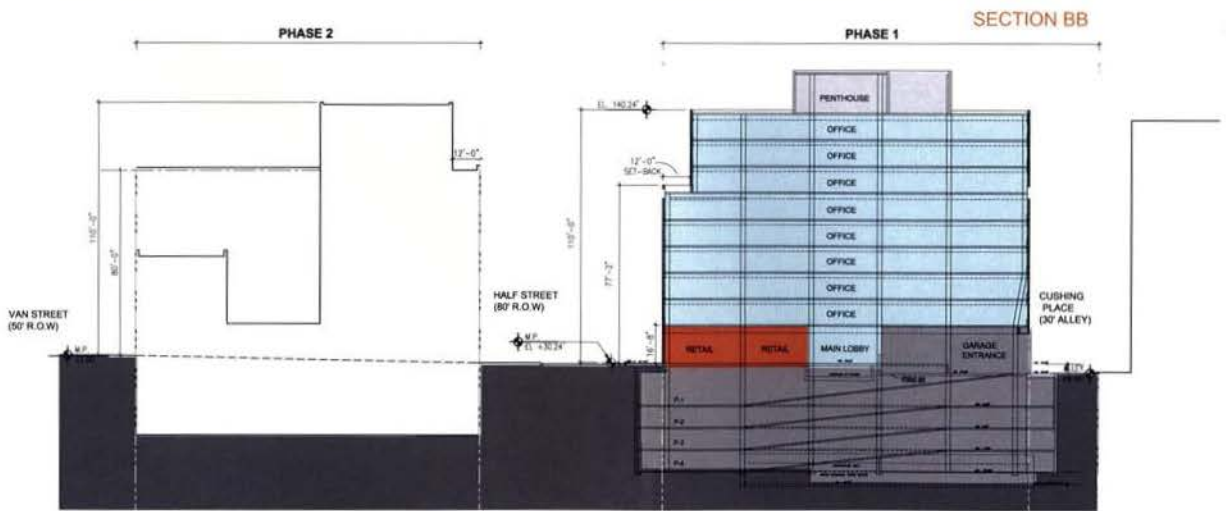 SECTION BB
PHASE 2
PHASE 1
PENTHOUSE
EL. 140.24'
OFFICE
OFFICE
OFFICE
OFFICE
OFFICE
OFFICE
OFFICE
OFFICE
12'-0"
12'-0"
SET-BACK
110'-0"
80'-0"
110'-0"
77'-2"
16'-8"
VAN STREET
(50' R.O.W)
M.P.
HALF STREET
(80' R.O.W)
M.P.
EL +30.24'
CUSHING
PLACE
(30' ALLEY)
RETAIL
RETAIL
MAIN LOBBY
GARAGE
ENTRANCE
P-1
P-2
P-3
P-4